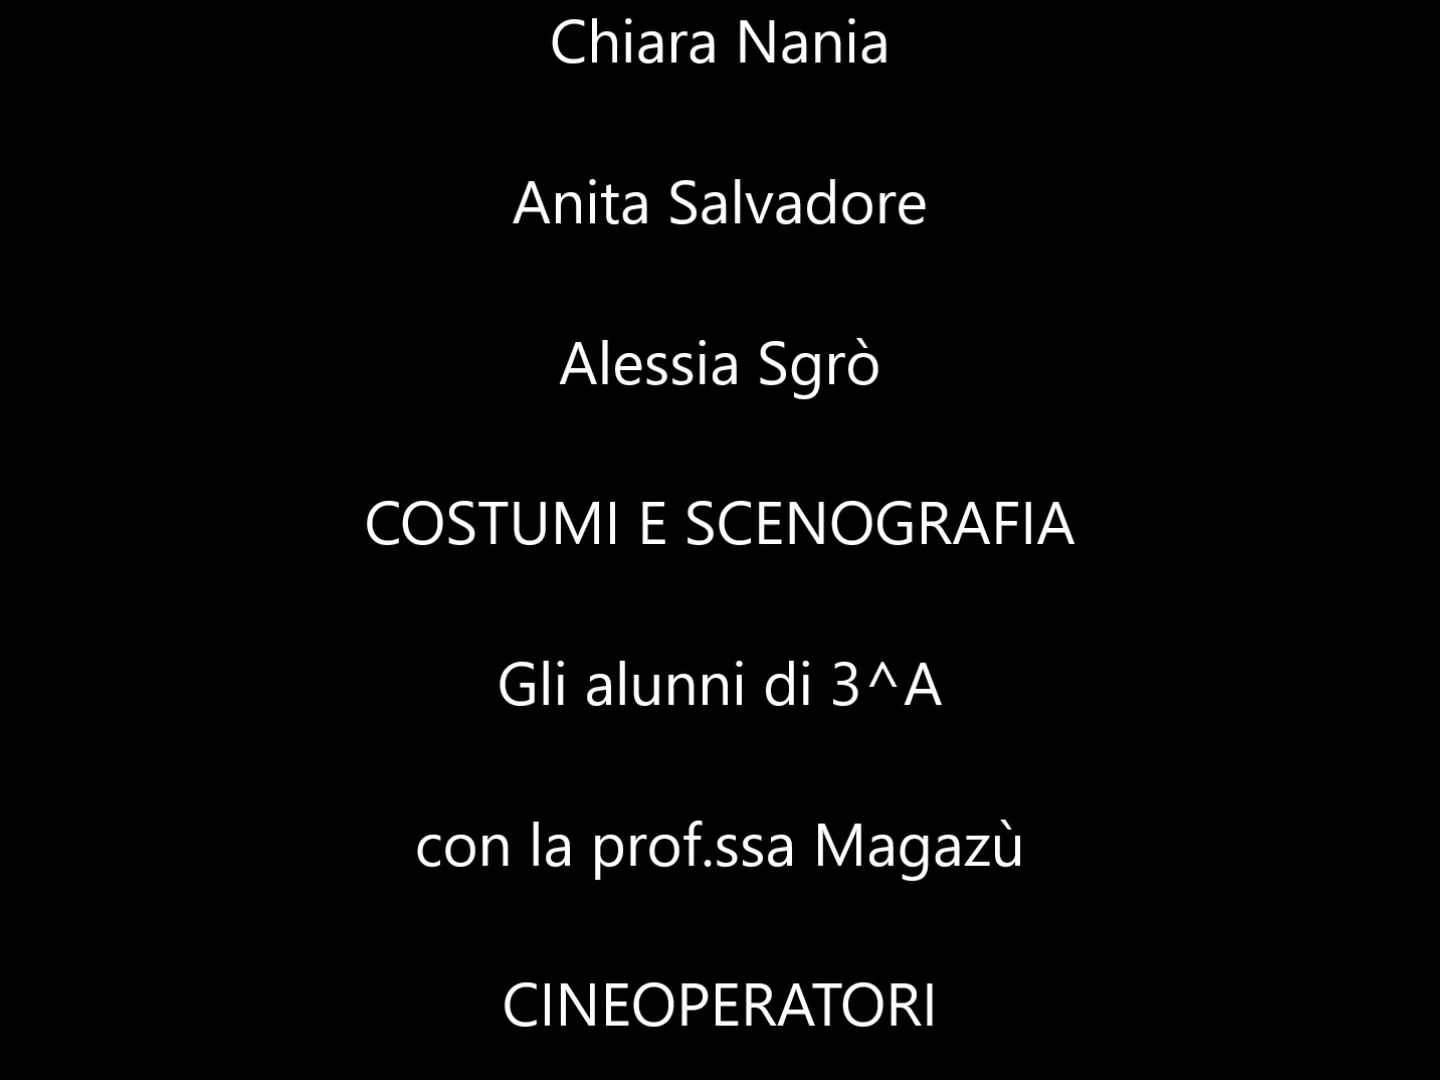 Chiara Nania
Anita Salvadore
Alessia Sgrò
COSTUMI E SCENOGRAFIA
Gli alunni di 3^A
con la prof.ssa Magazù
CINEOPERATORI